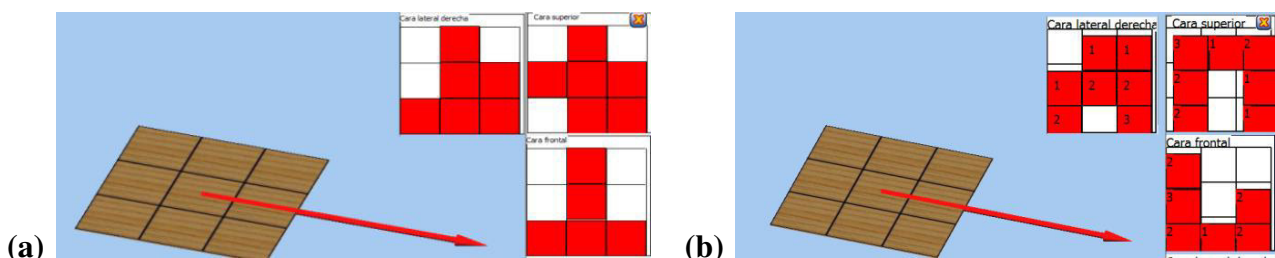 (a)
Cara lateral derecha
Cara superior
Cara frontal
(b)
Cara lateral derecha
1 1
1 2 2
2 3
Cara superior
3 1 2
2 1
2 1
Cara frontal
2
3 2
2 1 2